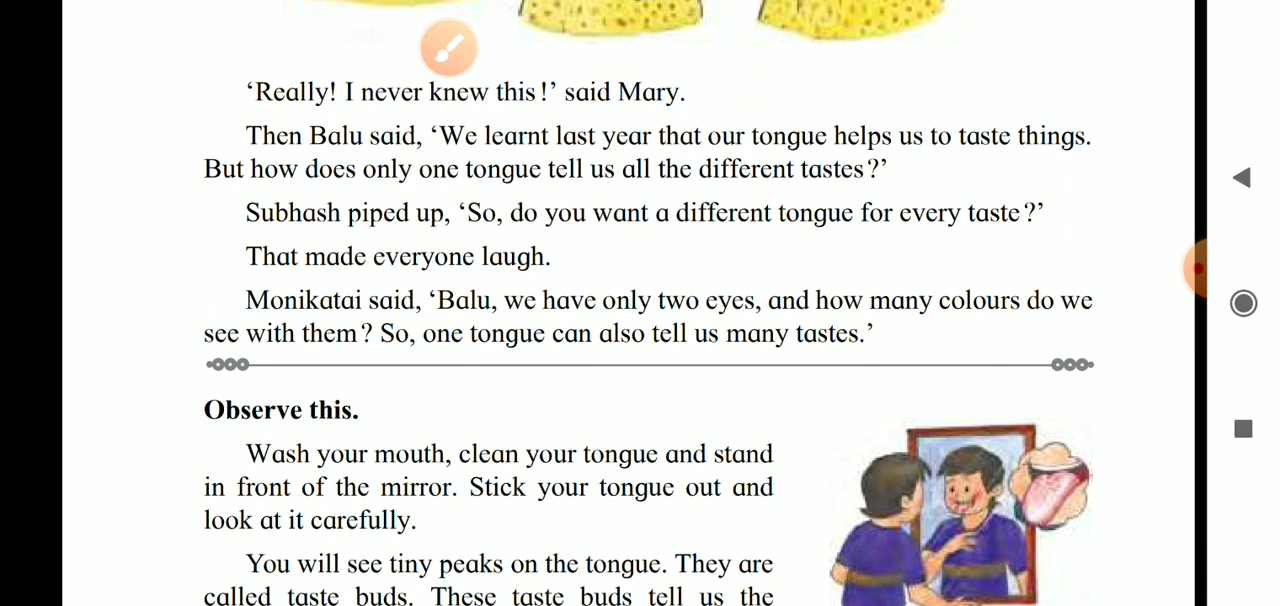 ‘Really! I never knew this!’ said Mary.
Then Balu said, ‘We learnt last year that our tongue helps us to taste things.
But how does only one tongue tell us all the different tastes?’
Subhash piped up, ‘So, do you want a different tongue for every taste?’
That made everyone laugh.
Monikatai said, ‘Balu, we have only two eyes, and how many colours do we
see with them? So, one tongue can also tell us many tastes.’
Observe this.
Wash your mouth, clean your tongue and stand
in front of the mirror. Stick your tongue out and
look at it carefully.
You will see tiny peaks on the tongue. They are
called taste buds. These taste buds tell us the